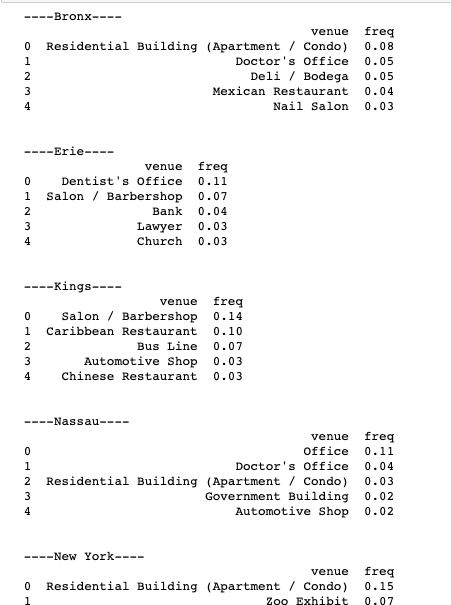 ----Bronx----
venue freq
0 Residential Building (Apartment / Condo) 0.08
1 Doctor's Office 0.05
2 Deli / Bodega 0.05
3 Mexican Restaurant 0.04
4 Nail Salon 0.03
----Erie----
venue freq
0 Dentist's Office 0.11
1 Salon / Barbershop 0.07
2 Bank 0.04
3 Lawyer 0.03
4 Church 0.03
----Kings----
venue freq
0 Salon / Barbershop 0.14
1 Caribbean Restaurant 0.10
2 Bus Line 0.07
3 Automotive Shop 0.03
4 Chinese Restaurant 0.03
----Nassau----
venue freq
0 Office 0.11
1 Doctor's Office 0.04
2 Residential Building (Apartment / Condo) 0.03
3 Government Building 0.02
4 Automotive Shop 0.02
----New York----
venue freq
0 Residential Building (Apartment / Condo) 0.15
1 Zoo Exhibit 0.07